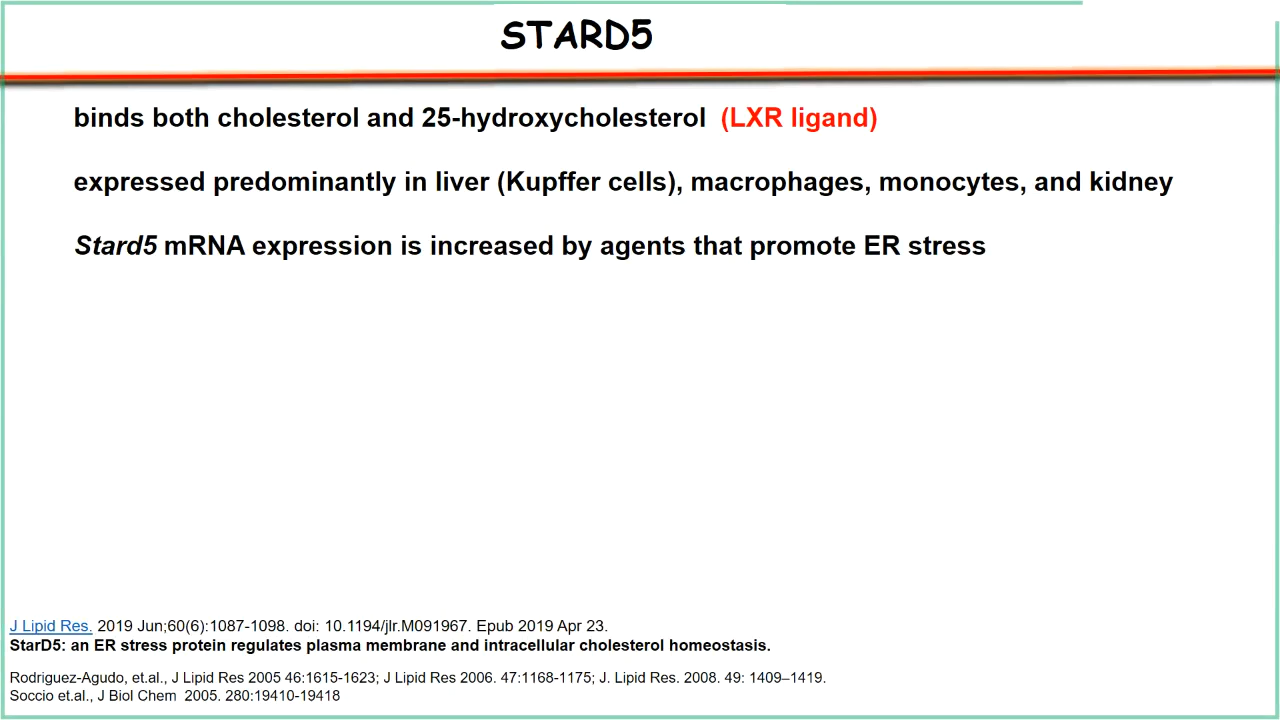 STARD5
binds both cholesterol and 25-hydroxycholesterol (LXR ligand)
expressed predominantly in liver (Kupffer cells), macrophages, monocytes, and kidney
Stard5 mRNA expression is increased by agents that promote ER stress
J Lipid Res. 2019 Jun;60(6):1087-1098. doi: 10.1194/jlr.M091967. Epub 2019 Apr 23.
StarD5: an ER stress protein regulates plasma membrane and intracellular cholesterol homeostasis.
Rodriguez-Agudo, et.al., J Lipid Res 2005 46:1615-1623; J Lipid Res 2006. 47:1168-1175; J. Lipid Res. 2008. 49: 1409–1419.
Soccio et.al., J Biol Chem 2005. 280:19410-19418